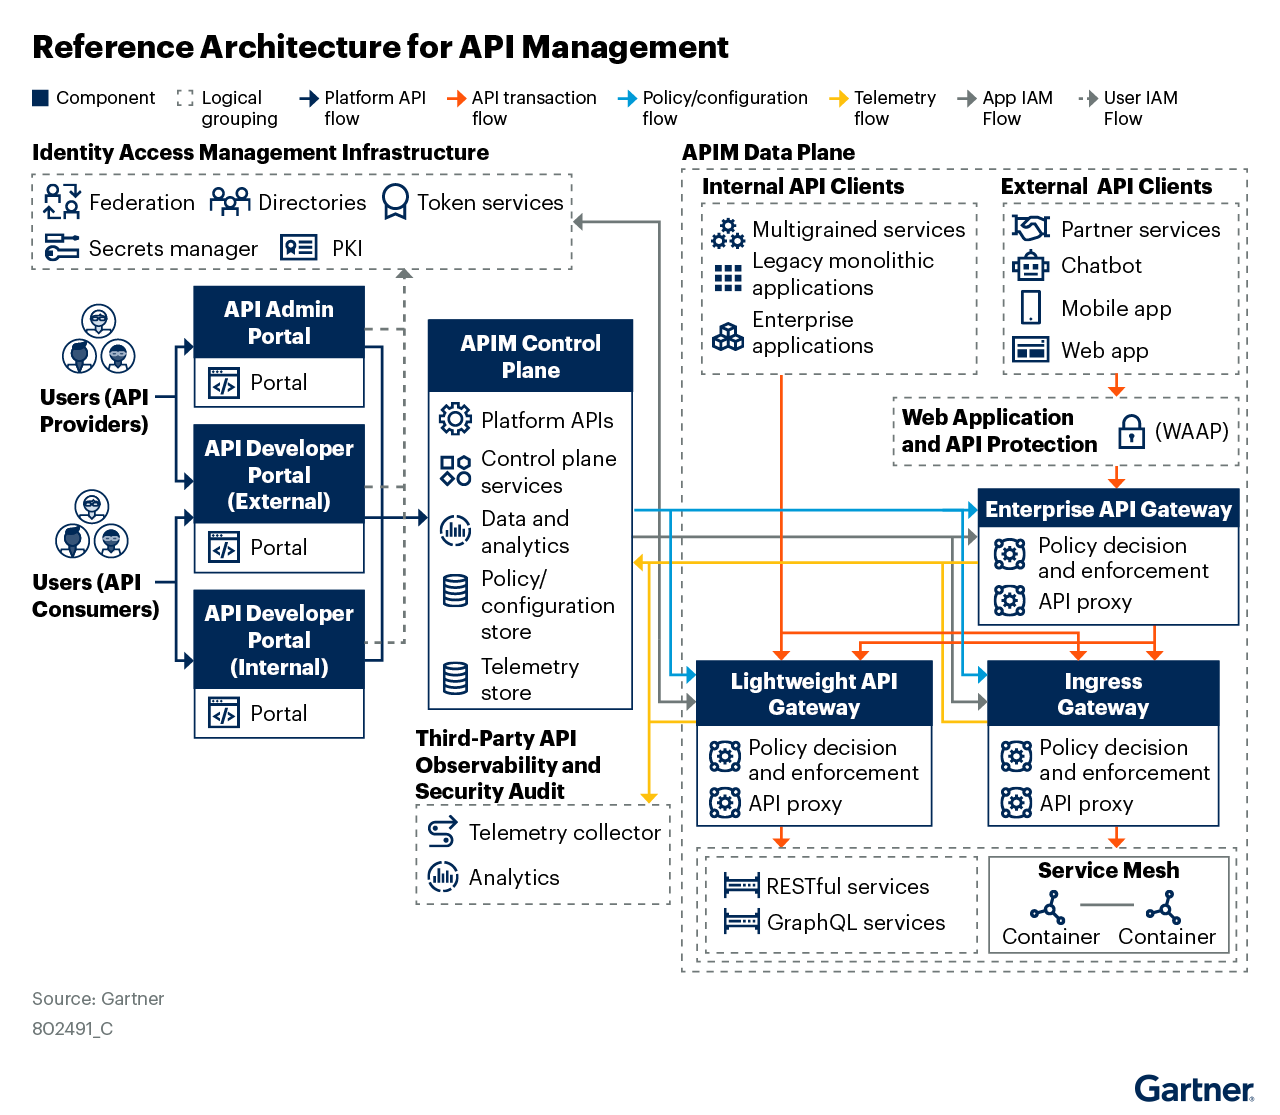 Reference Architecture for API Management
Component
Logical
grouping
Platform API
flow
API transaction
flow
Policy/configuration
flow
Telemetry
flow
App IAM
Flow
User IAM
Flow
Identity Access Management Infrastructure
Federation
Directories
Token services
Secrets manager
PKI
Users (API
Providers)
Users (API
Consumers)
API Admin
Portal
Portal
API Developer
Portal
(External)
Portal
API Developer
Portal
(Internal)
Portal
APIM Control
Plane
Platform APIs
Control plane
services
Data and
analytics
Policy/
configuration
store
Telemetry
store
Third-Party API
Observability and
Security Audit
Telemetry collector
Analytics
APIM Data Plane
Internal API Clients
Multigrained services
Legacy monolithic
applications
Enterprise
applications
External API Clients
Partner services
Chatbot
Mobile app
Web app
Web Application
and API Protection
(WAAP)
Enterprise API Gateway
Policy decision
and enforcement
API proxy
Lightweight API
Gateway
Policy decision
and enforcement
API proxy
Ingress
Gateway
Policy decision
and enforcement
API proxy
RESTful services
GraphQL services
Service Mesh
Container
Container
Source: Gartner
802491_C
Gartner®